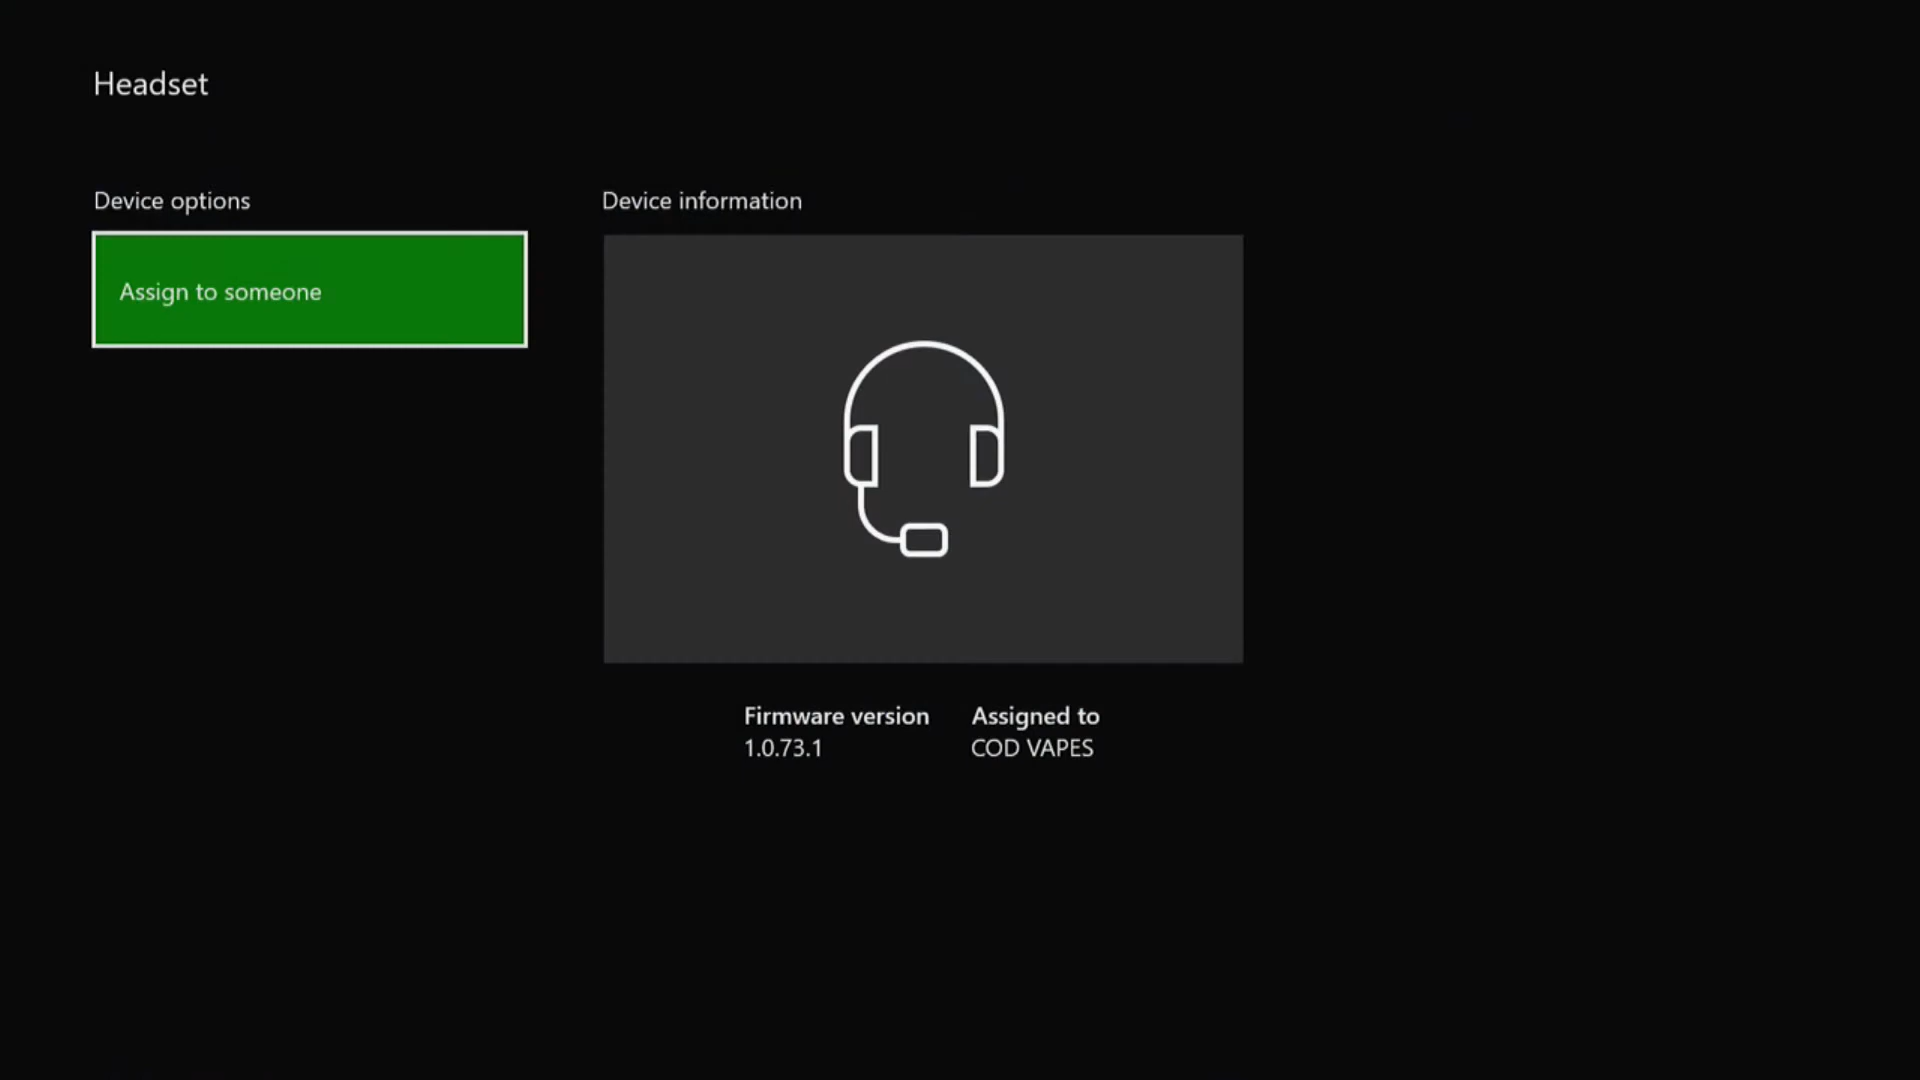 Headset
Device options
Assign to someone
Device information
Firmware version
1.0.73.1
Assigned to
COD VAPES